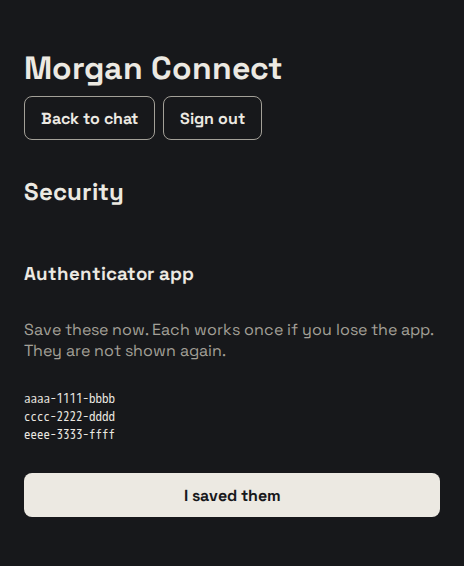 Morgan Connect
Back to chat
Sign out
Security
Authenticator app
Save these now. Each works once if you lose the app.
They are not shown again.
aaaa-1111-bbbb
cccc-2222-dddd
eeee-3333-ffff
I saved them